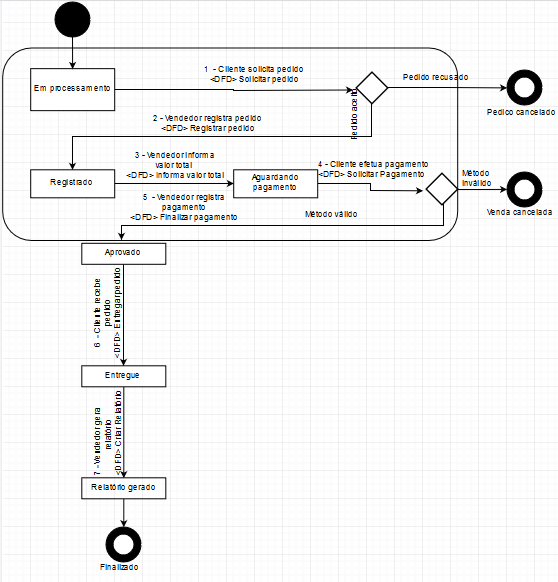 1 - Cliente solicita pedido
<DFD> Solicitar pedido
Em processamento
Pedido recusado
Pedido aceito
Pedico cancelado
2 - Vendedor registra pedido
<DFD> Registrar pedido
3 - Vendedor informa
valor total
<DFD> informa valor total
4 - Cliente efetua pagamento
<DFD> Solicitar Pagamento
Método
inválido
Registrado
Aguardando
pagamento
5 - Vendedor registra
pagamento
<DFD> Finalizar pagamento
Método válido
Venda cancelada
Aprovado
6 - Cliente recebe
pedido
<DFD> Entregar pedido
Entregue
7 - Vendedor gera
relatório
<DFD> Criar Relatório
Relatório gerado
Finalizado